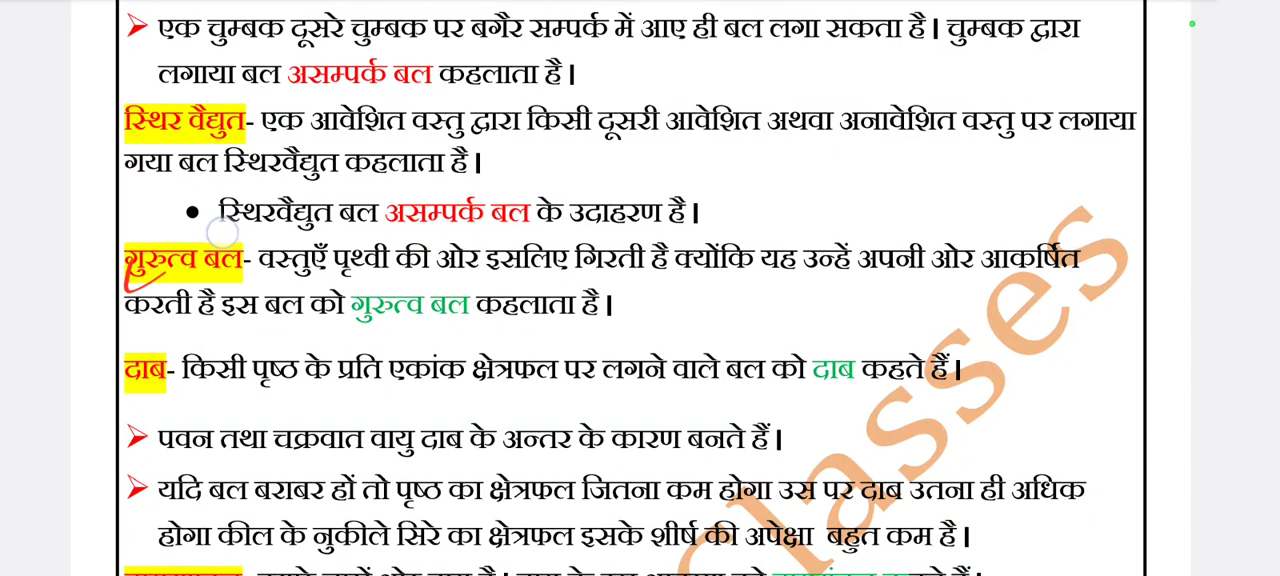 एक चुम्बक दूसरे चुम्बक पर बगैर सम्पर्क में आए ही बल लगा सकता है। चुम्बक द्वारा
लगाया बल असम्पर्क बल कहलाता है।
स्थिर वैद्युत- एक आवेशित वस्तु द्वारा किसी दूसरी आवेशित अथवा अनावेशित वस्तु पर लगाया
गया बल स्थिरवैद्युत कहलाता है।
• स्थिरवैद्युत बल असम्पर्क बल के उदाहरण है।
गुरुत्व बल- वस्तुएँ पृथ्वी की ओर इसलिए गिरती है क्योंकि यह उन्हें अपनी ओर आकर्षित
करती है इस बल को गुरुत्व बल कहलाता है।
दाब- किसी पृष्ठ के प्रति एकांक क्षेत्रफल पर लगने वाले बल को दाब कहते हैं।
पवन तथा चक्रवात वायु दाब के अन्तर के कारण बनते हैं।
यदि बल बराबर हों तो पृष्ठ का क्षेत्रफल जितना कम होगा उस पर दाब उतना ही अधिक
होगा कील के नुकीले सिरे का क्षेत्रफल इसके शीर्ष की अपेक्षा बहुत कम है।
Classes